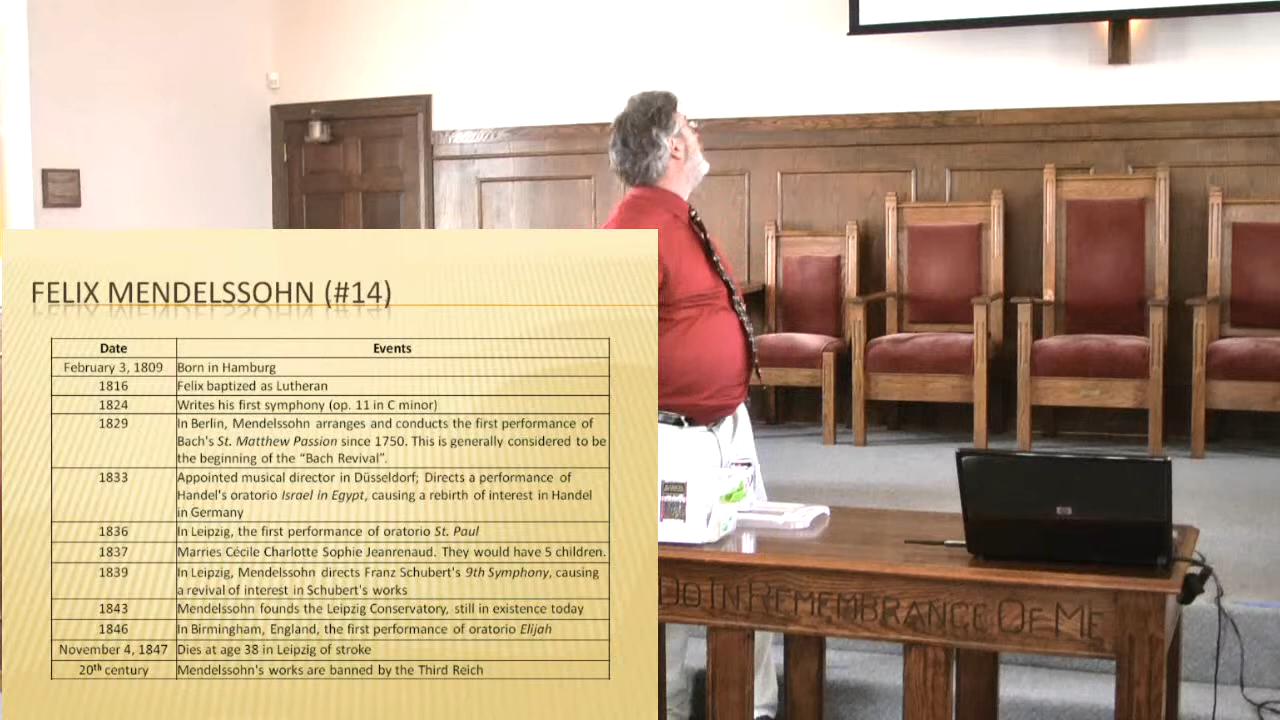 FELIX MENDELSSOHN (#14)
Date Events
February 3, 1809 Born in Hamburg
1816 Felix baptized as Lutheran
1824 Writes his first symphony (op. 11 in C minor)
1829 In Berlin, Mendelssohn arranges and conducts the first performance of
Bach's St. Matthew Passion since 1750. This is generally considered to be
the beginning of the “Bach Revival”.
1833 Appointed musical director in Düsseldorf; Directs a performance of
Handel's oratorio Israel in Egypt, causing a rebirth of interest in Handel
in Germany
1836 In Leipzig, the first performance of oratorio St. Paul
1837 Marries Cécile Charlotte Sophie Jeanrenaud. They would have 5 children.
1839 In Leipzig, Mendelssohn directs Franz Schubert's 9th Symphony, causing
a revival of interest in Schubert's works
1843 Mendelssohn founds the Leipzig Conservatory, still in existence today
1846 In Birmingham, England, the first performance of oratorio Elijah
November 4, 1847 Dies at age 38 in Leipzig of stroke
20th century Mendelssohn's works are banned by the Third Reich
DO IN REMEMBRANCE OF ME